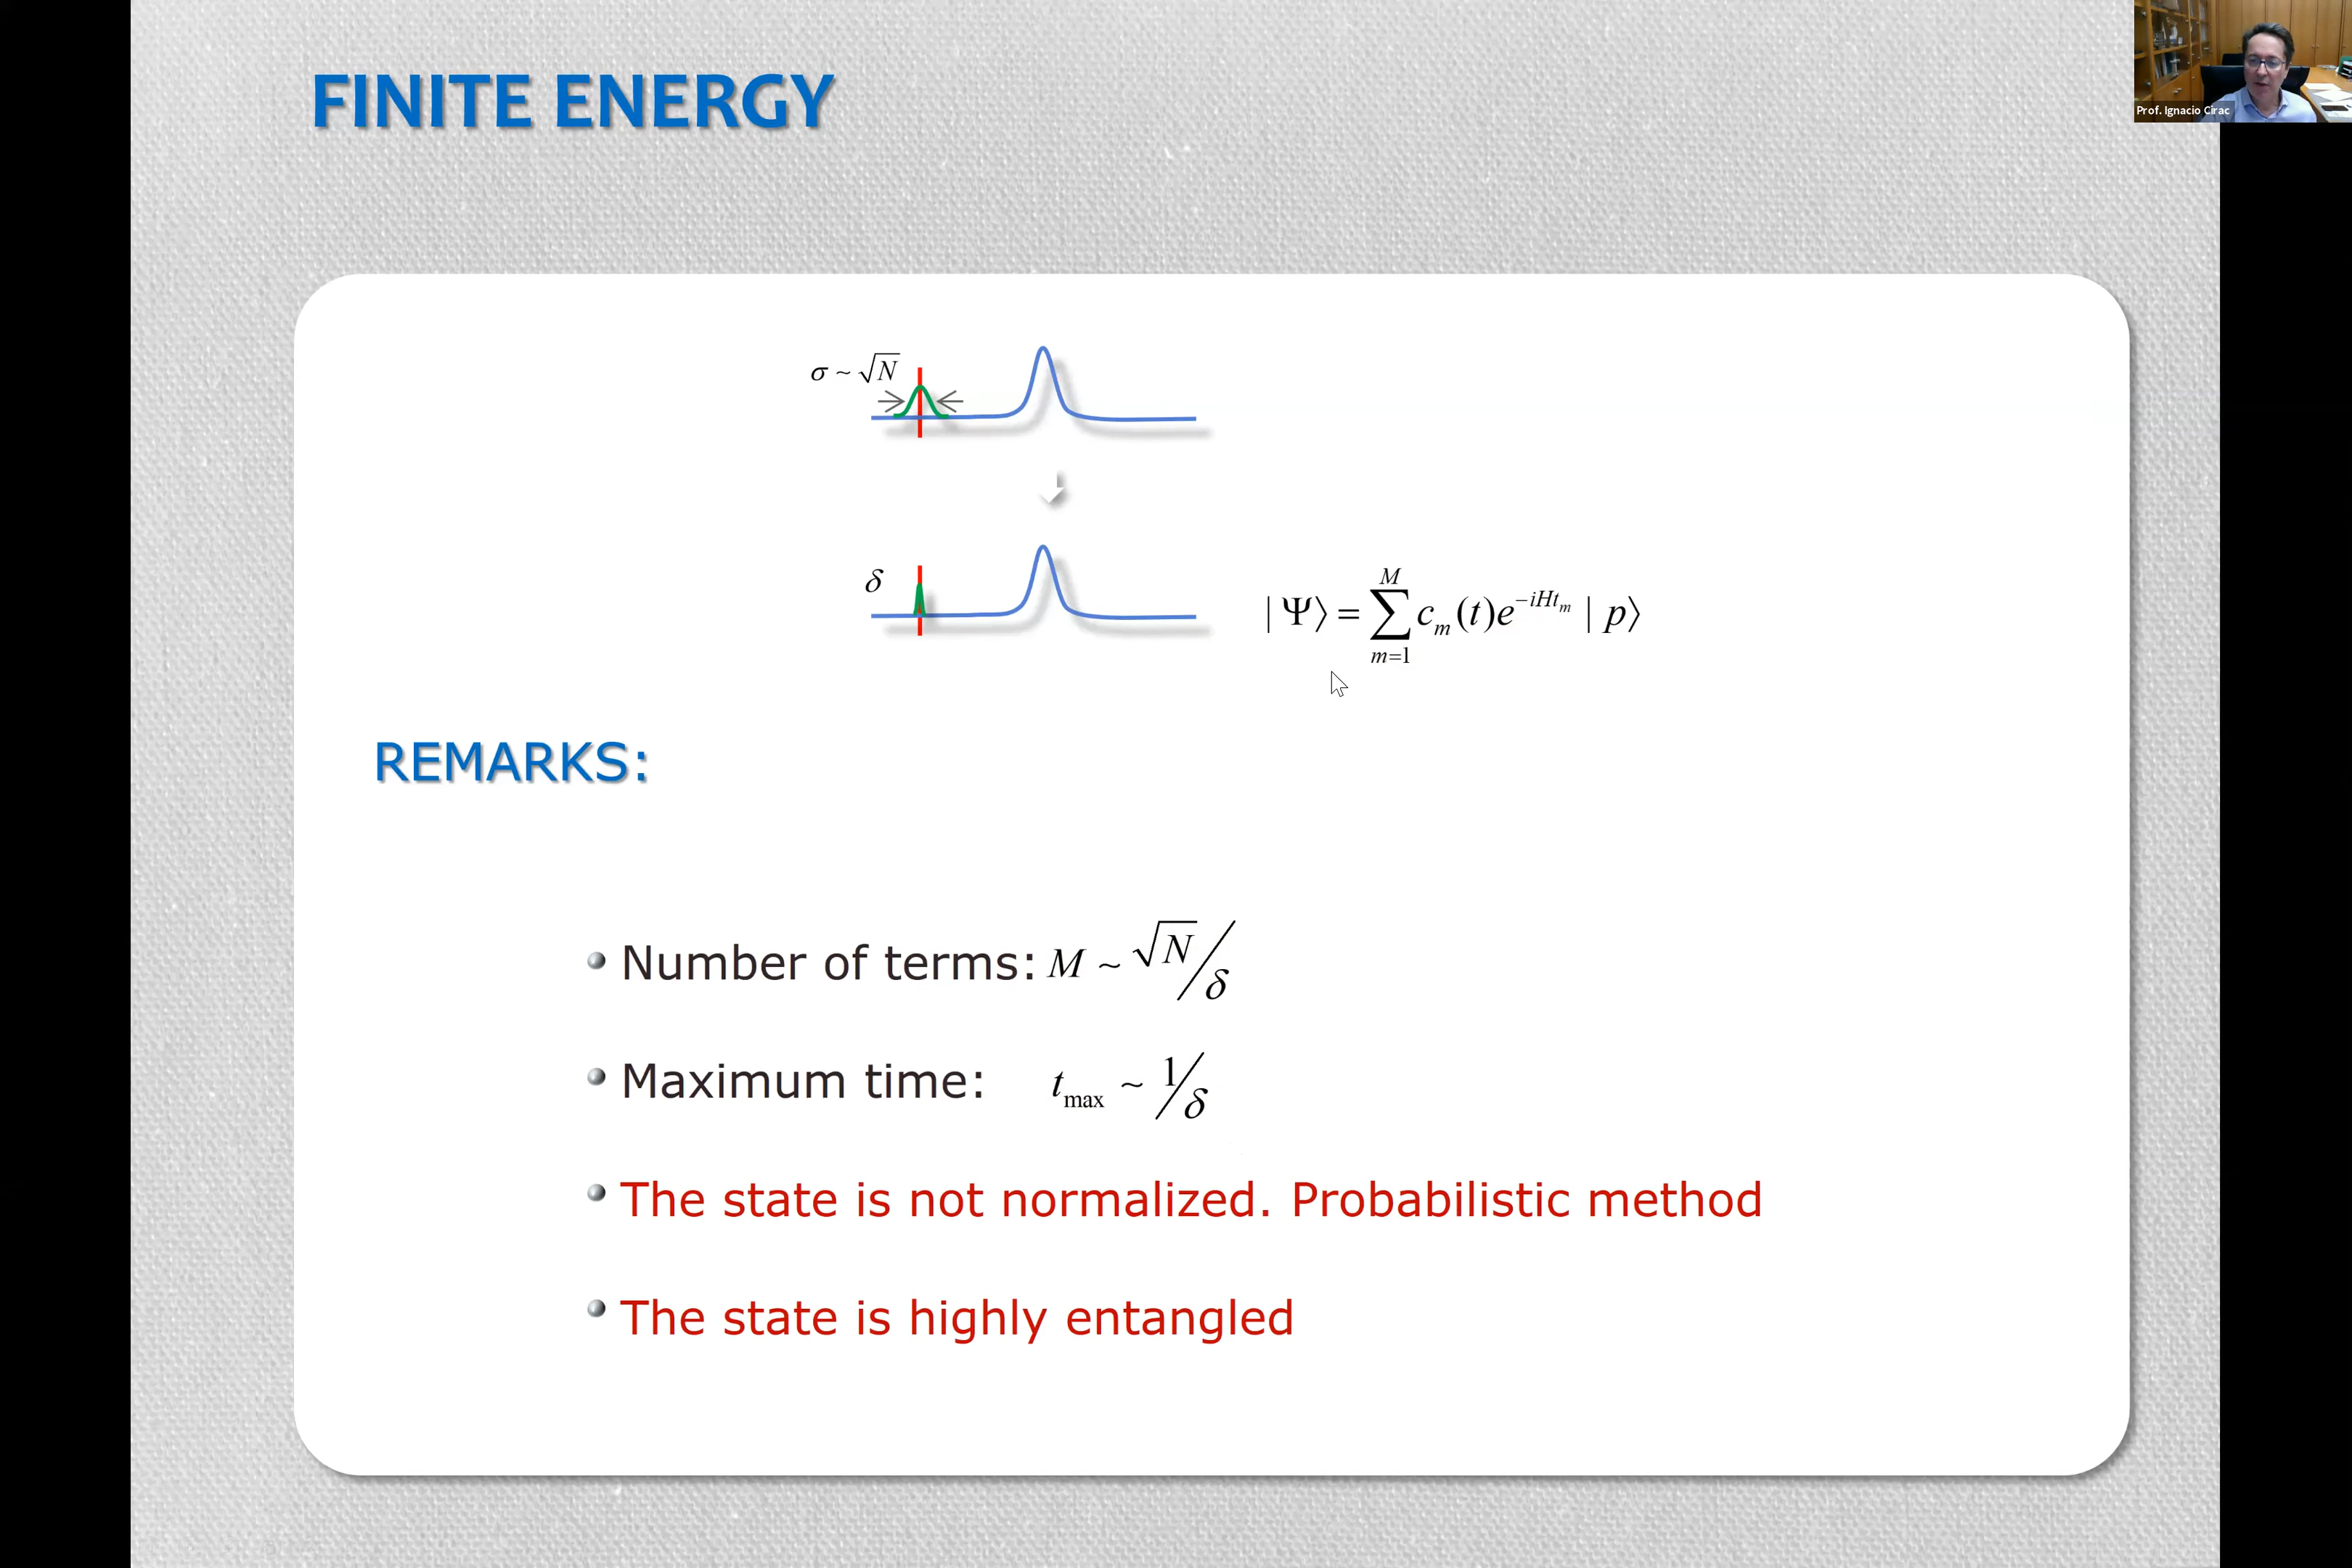 FINITE ENERGY
Prof. Ignacio Cirac
σ ~ √N
δ
| Ψ⟩ = ∑_{m=1}^{M} c_m (t)e^{−iHt_m} | p⟩
REMARKS:
Number of terms: M ~ √N/δ
Maximum time: t_max ~ 1/δ
The state is not normalized. Probabilistic method
The state is highly entangled